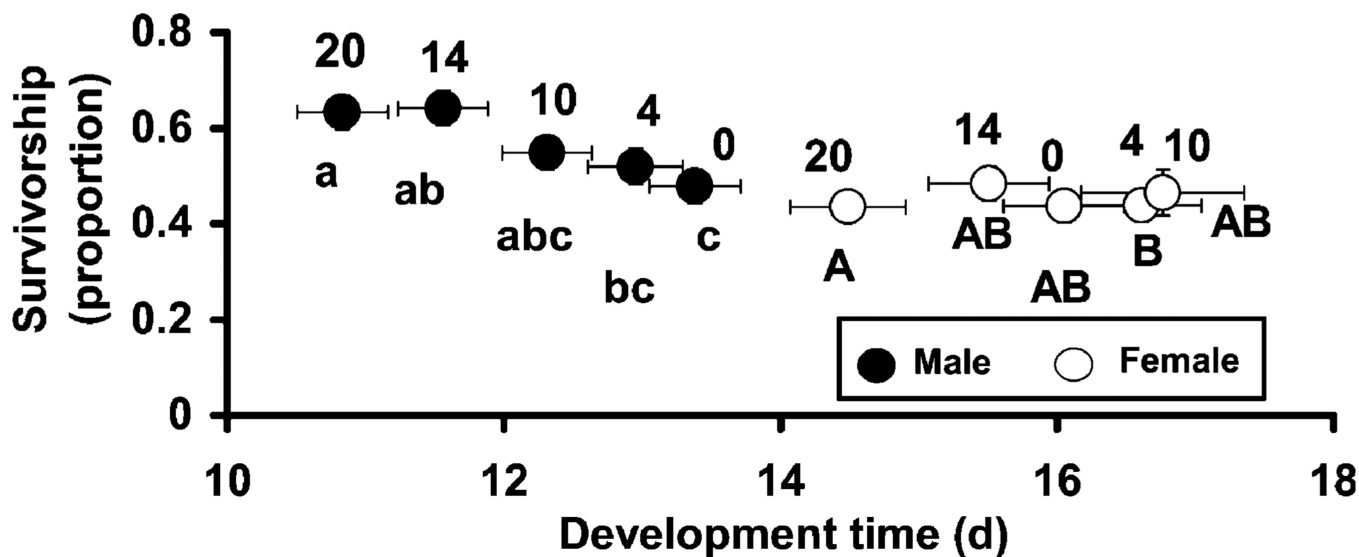 Survivorship
(proportion)
0.8
0.6
0.4
0.2
0
20
14
10
4
0
20
14
0
4
10
a
ab
abc
bc
c
A
AB
AB
B
AB
Male
Female
10
12
14
16
18
Development time (d)